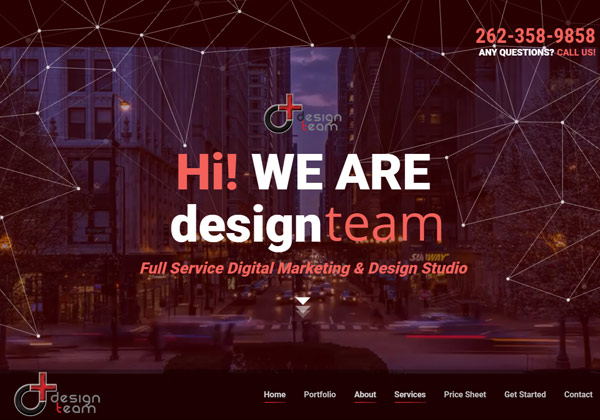 262-358-9858
ANY QUESTIONS? CALL US!
design
team
Hi! WE ARE
designteam
Full Service Digital Marketing & Design Studio
SUBWAY
design
team
Home Portfolio About Services Price Sheet Get Started Contact